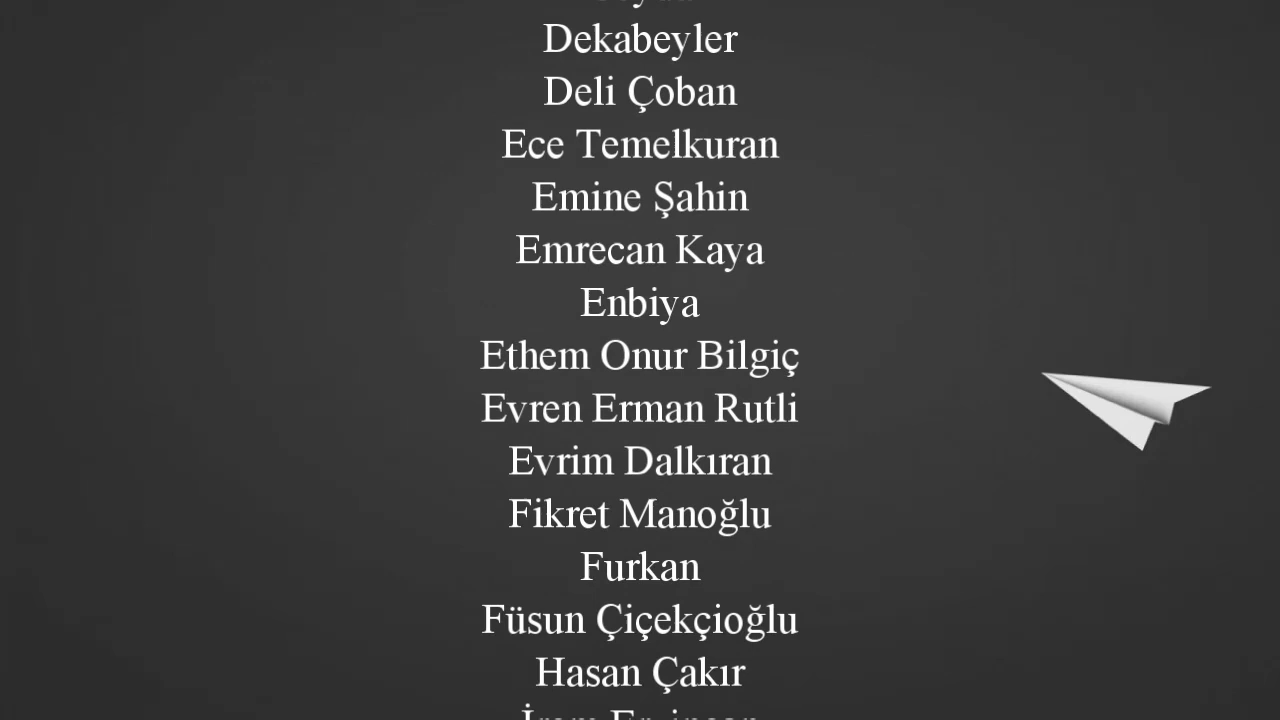 Dekabeyler
Deli Çoban
Ece Temelkuran
Emine Şahin
Emrecan Kaya
Enbiya
Ethem Onur Bilgiç
Evren Erman Rutli
Evrim Dalkıran
Fikret Manoğlu
Furkan
Füsun Çiçekçioğlu
Hasan Çakır